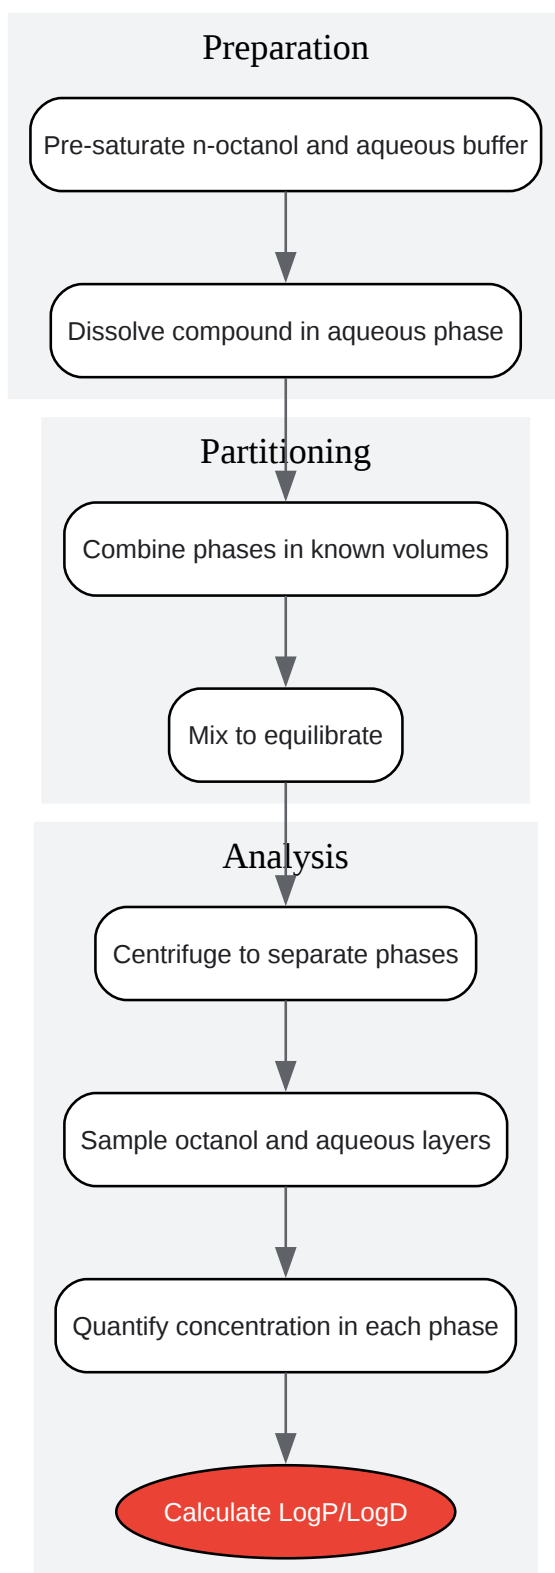 Preparation
Pre-saturate n-octanol and aqueous buffer
Dissolve compound in aqueous phase
Partitioning
Combine phases in known volumes
Mix to equilibrate
Analysis
Centrifuge to separate phases
Sample octanol and aqueous layers
Quantify concentration in each phase
Calculate LogP/LogD